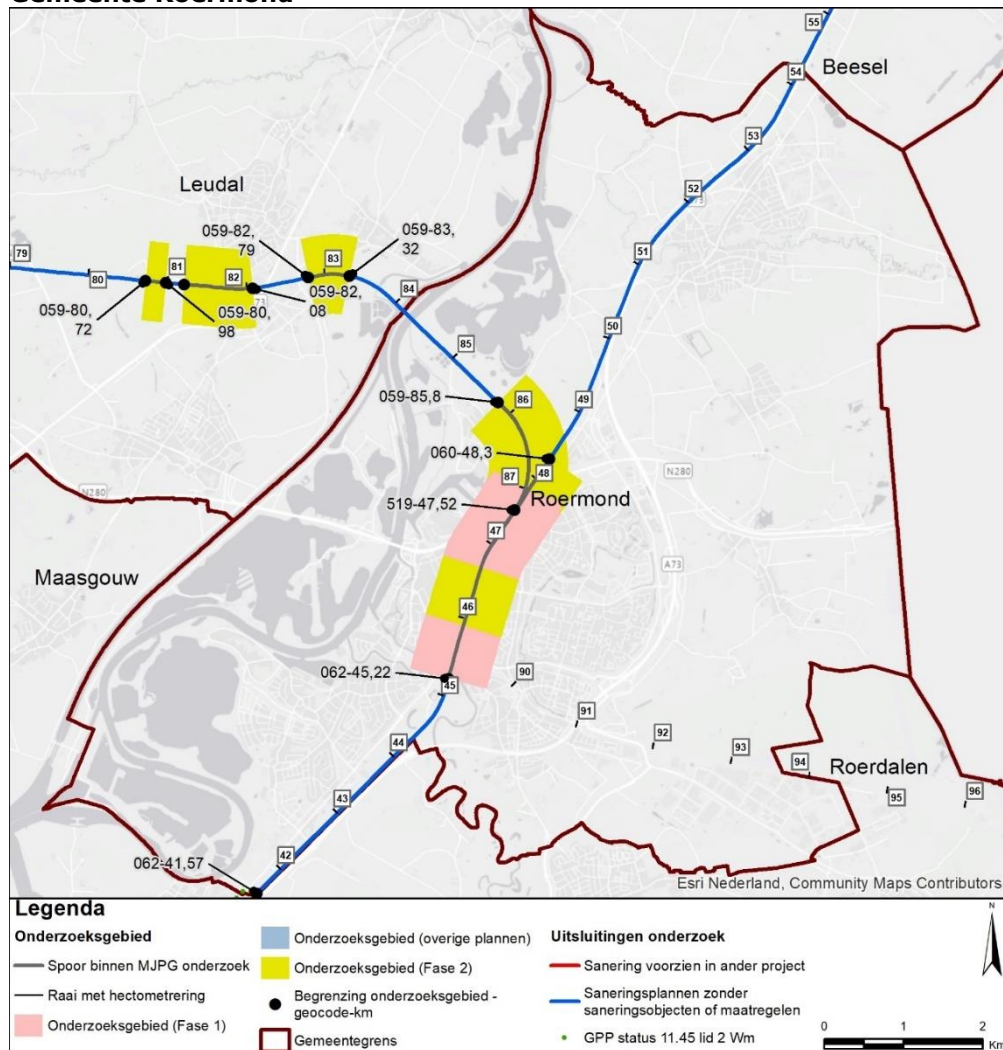 Gemeente Roermond
55
Beesel
54
53
Leudal
52
73
059-82,
79
059-83,
32
79
83
51
81
80
82
84
73
059-82,
08
059-80,
72
059-80,
98
50
85
059-85,8
86
49
060-48,3
48
N280
87
N280
519-47,52
Roermond
47
A73
Maasgouw
46
062-45,22
90
45
91
92
44
93
94
Roerdalen
95
96
43
42
062-41,57
Esri Nederland, Community Maps Contributors
Legenda
N
Onderzoeksgebied
Spoor binnen MJPG onderzoek
Raai met hectometrering
Onderzoeksgebied (Fase 1)
Onderzoeksgebied (overige plannen)
Onderzoeksgebied (Fase 2)
Begrenzing onderzoeksgebied -
geocode-km
Gemeentegrens
Uitsluitingen onderzoek
Sanering voorzien in ander project
Saneringsplannen zonder
saneringsobjecten of maatregelen
GPP status 11.45 lid 2 Wm
0 1 2
Km